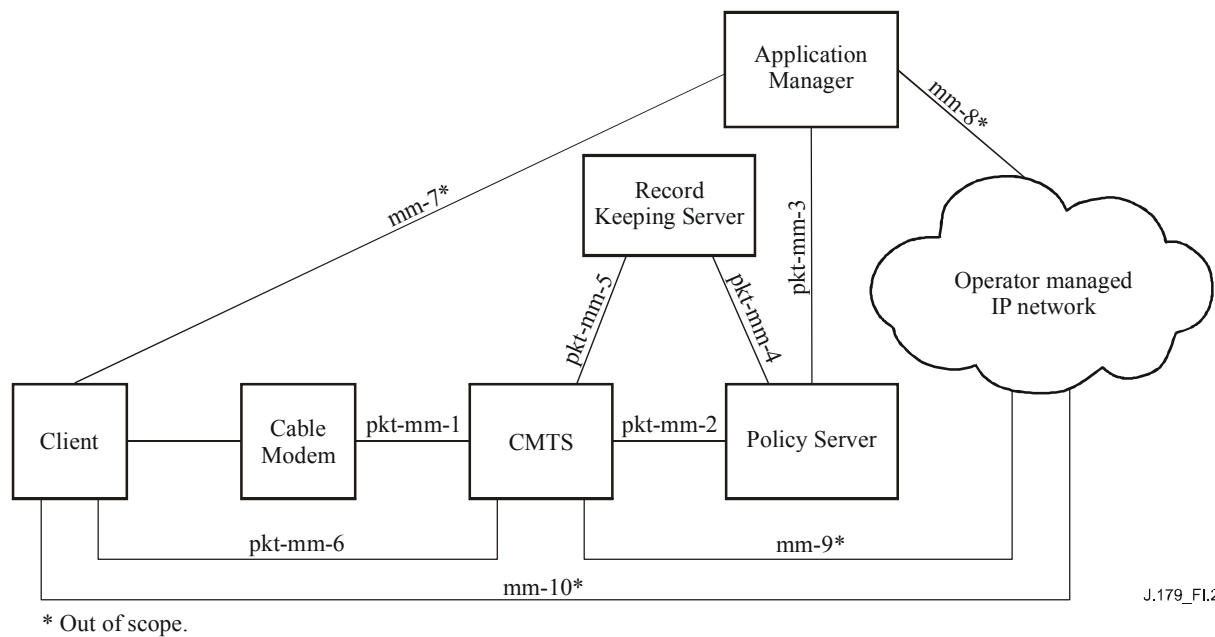 Application
Manager
mm-8*
mm-7*
Record
Keeping Server
pkt-mm-3
Operator managed
IP network
pkt-mm-5
pkt-mm-4
Client
Cable
Modem
pkt-mm-1
CMTS
pkt-mm-2
Policy Server
pkt-mm-6
mm-9*
mm-10*
J.179_FI.2
* Out of scope.